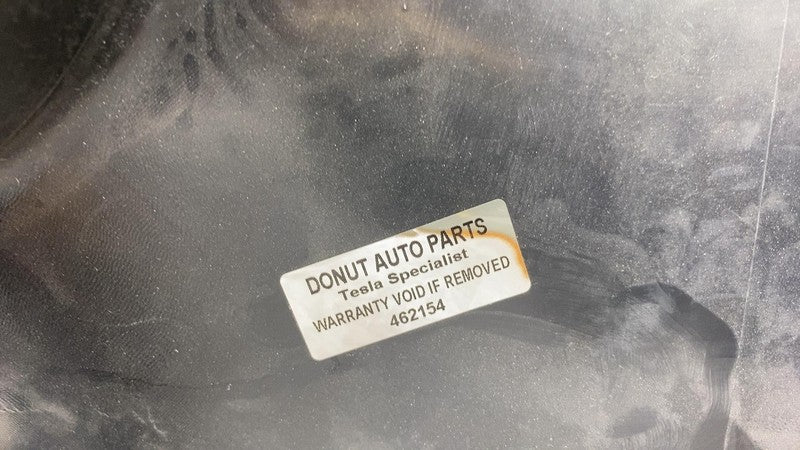 DONUT AUTO PARTS
Tesla Specialist
WARRANTY VOID IF REMOVED
462154